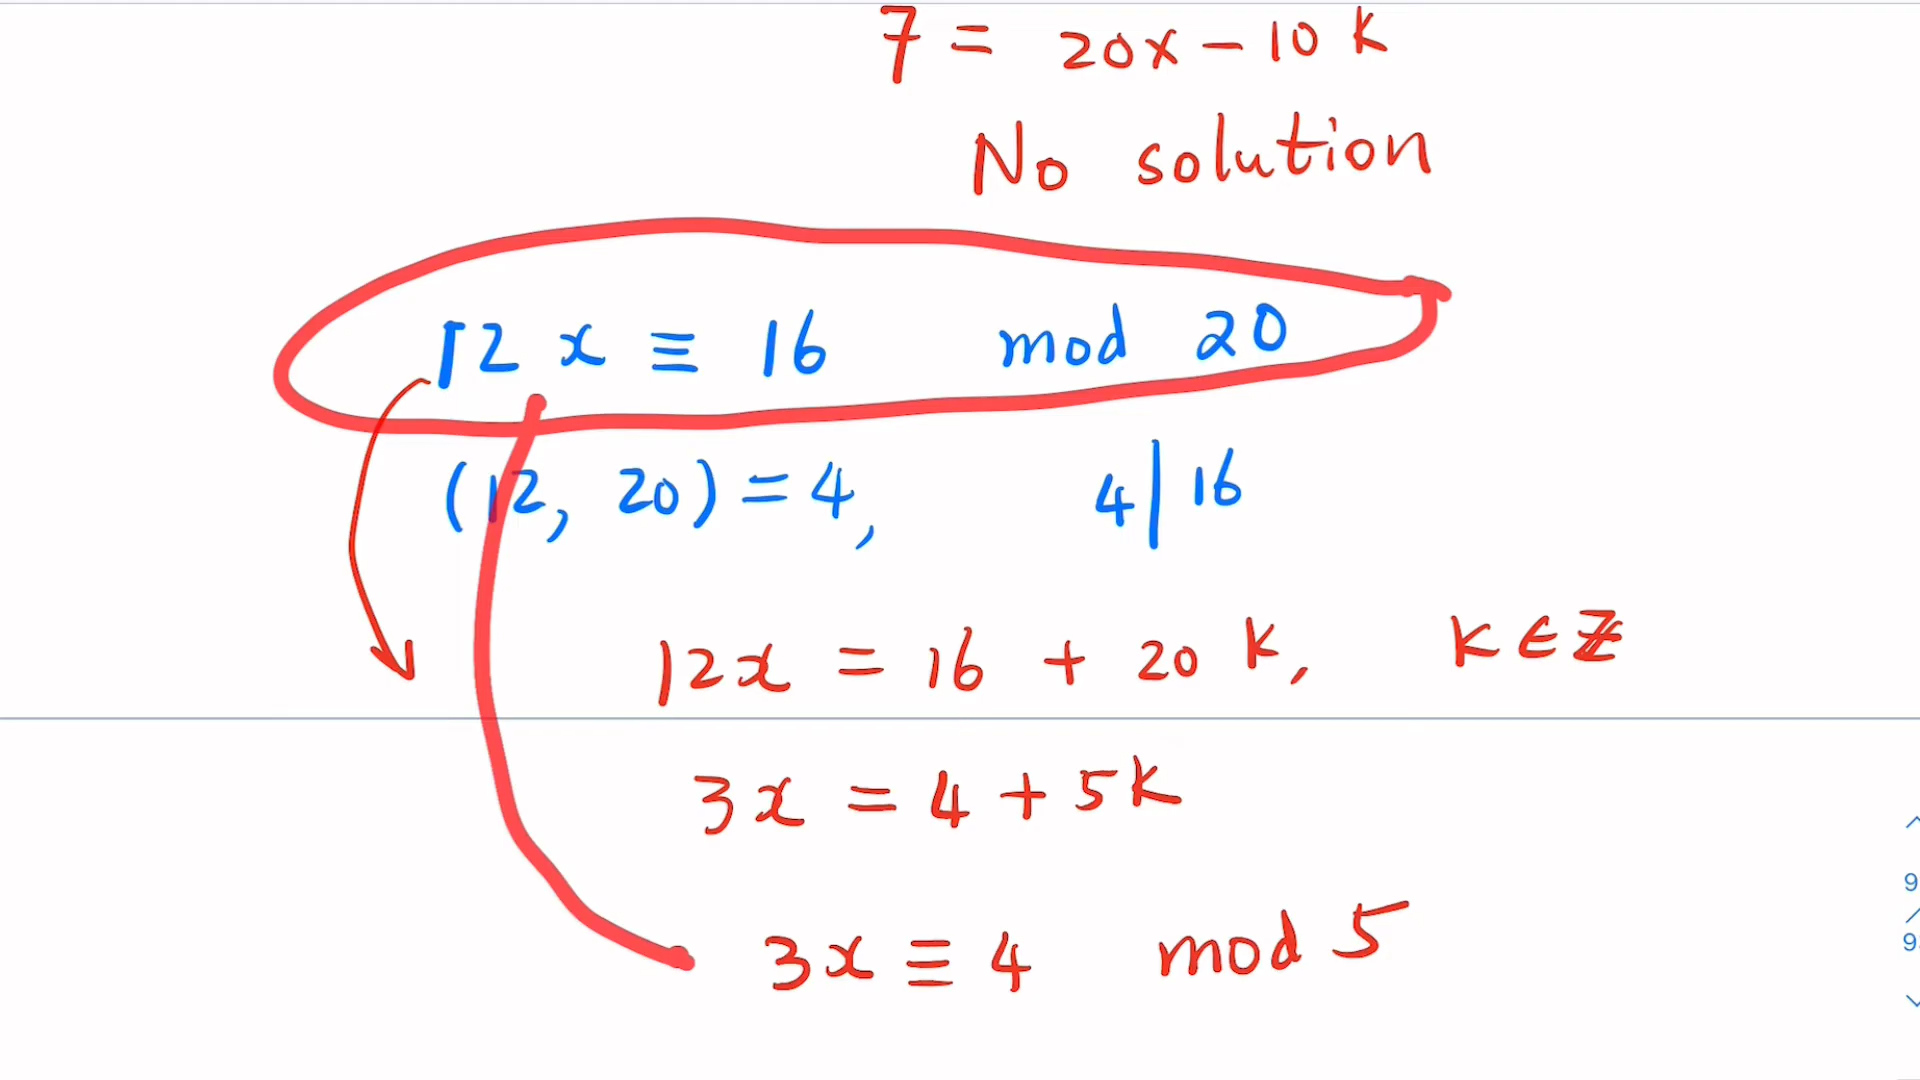 7 = 20x - 10k
No solution
12x ≡ 16 mod 20
(12, 20) = 4, 4|16
12x = 16 + 20k, k ∈ ℤ
3x = 4 + 5k
3x ≡ 4 mod 5